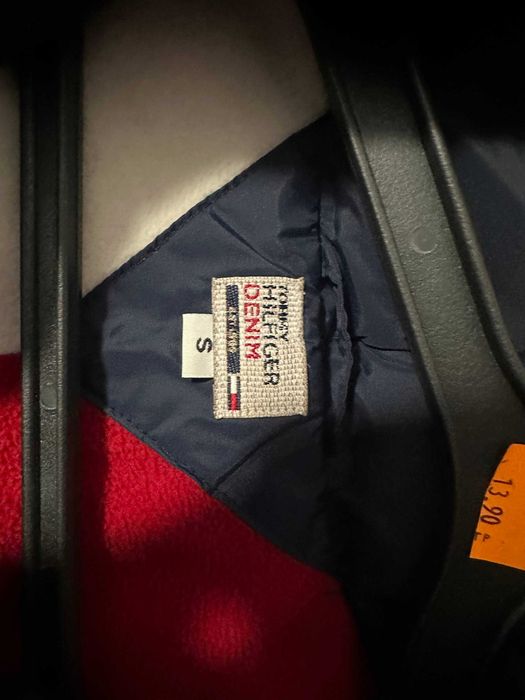 TOMMY
HILFIGER
DENIM
S
13,90